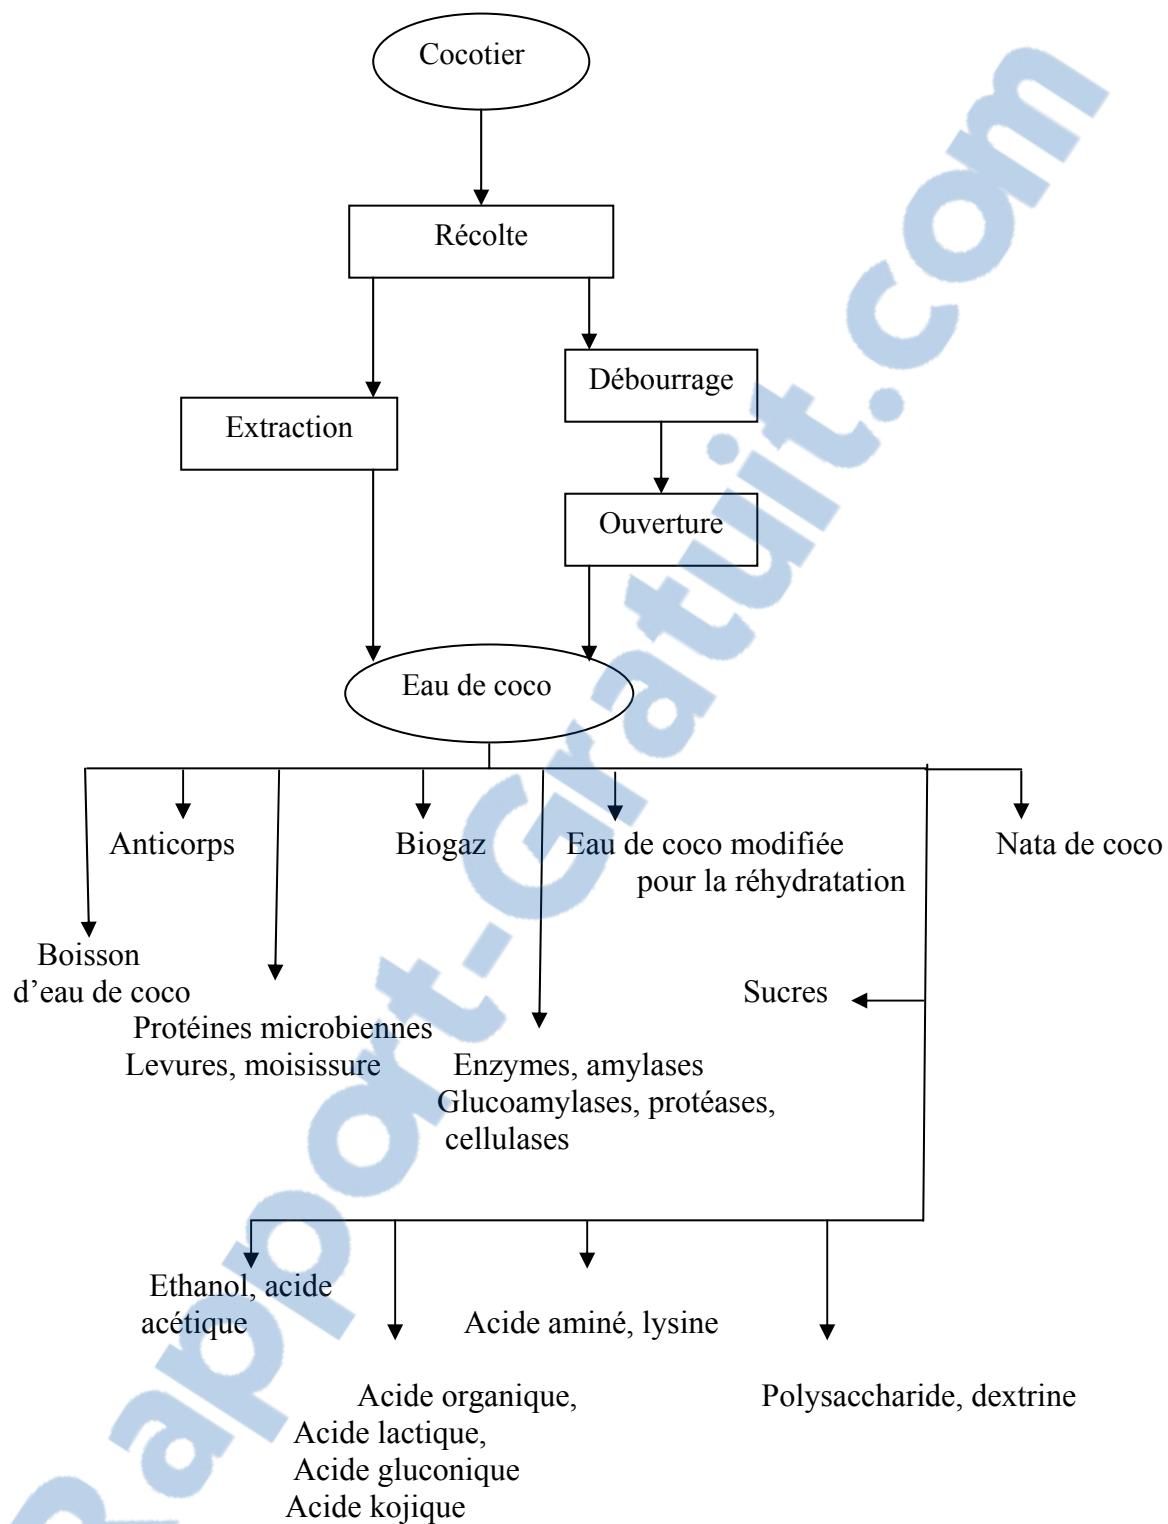 Cocotier
Récolte
Débourrage
Extraction
Ouverture
Eau de coco
Anticorps
Biogaz
Eau de coco modifiée
pour la réhydratation
Nata de coco
Boisson
d’eau de coco
Sucres
Protéines microbiennes
Levures, moisissure
Enzymes, amylases
Glucoamylases, protéases,
cellulases
Ethanol, acide
acétique
Acide aminé, lysine
Acide organique,
Acide lactique,
Acide gluconique
Acide kojique
Polysaccharide, dextrine
Rapport-Gratuit.com